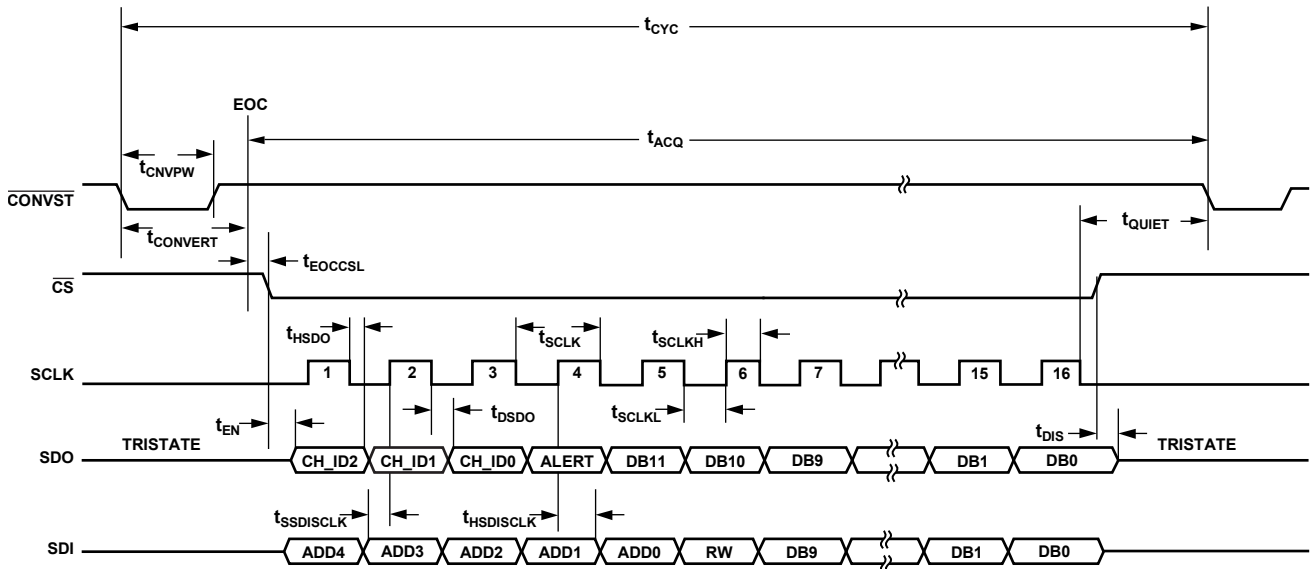 tCYC
EOC
tACQ
tCNVPW
CONVST
tCONVERT
tQUIET
tEOCCSL
CS
tHSDO
tSCLK
tSCLKH
SCLK
1 2 3 4 5 6 7 15 16
tEN
tDSDO
tSCLKL
tDIS
TRISTATE
TRISTATE
SDO
CH_ID2 CH_ID1 CH_ID0 ALERT DB11 DB10 DB9 DB1 DB0
tSSDISCLK
tHSDISCLK
SDI
ADD4 ADD3 ADD2 ADD1 ADD0 RW DB9 DB1 DB0